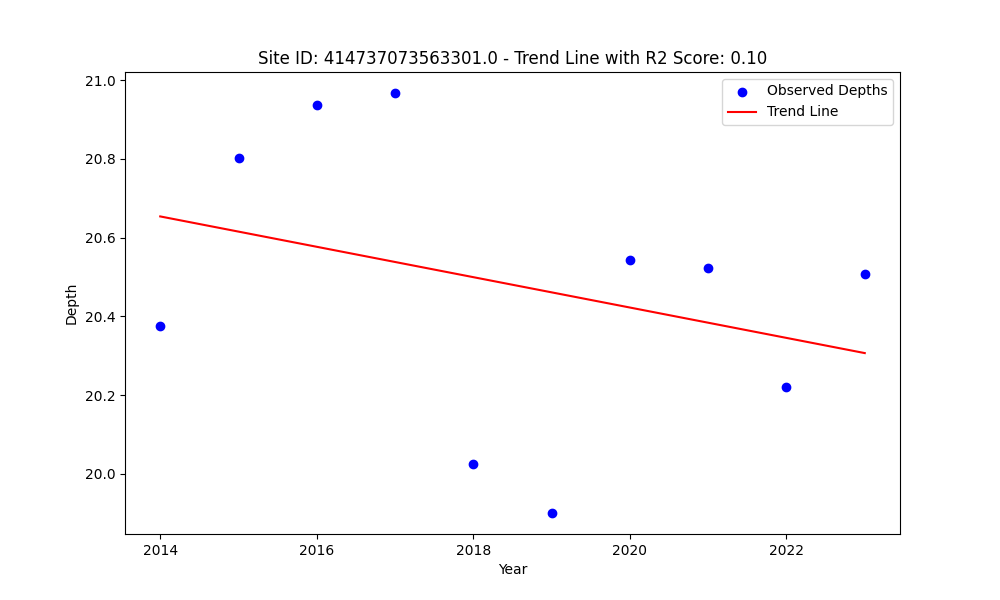 Site ID: 414737073563301.0 - Trend Line with R2 Score: 0.10
Observed Depths
Trend Line
21.0
20.8
20.6
20.4
20.2
20.0
Depth
2014
2016
2018
2020
2022
Year